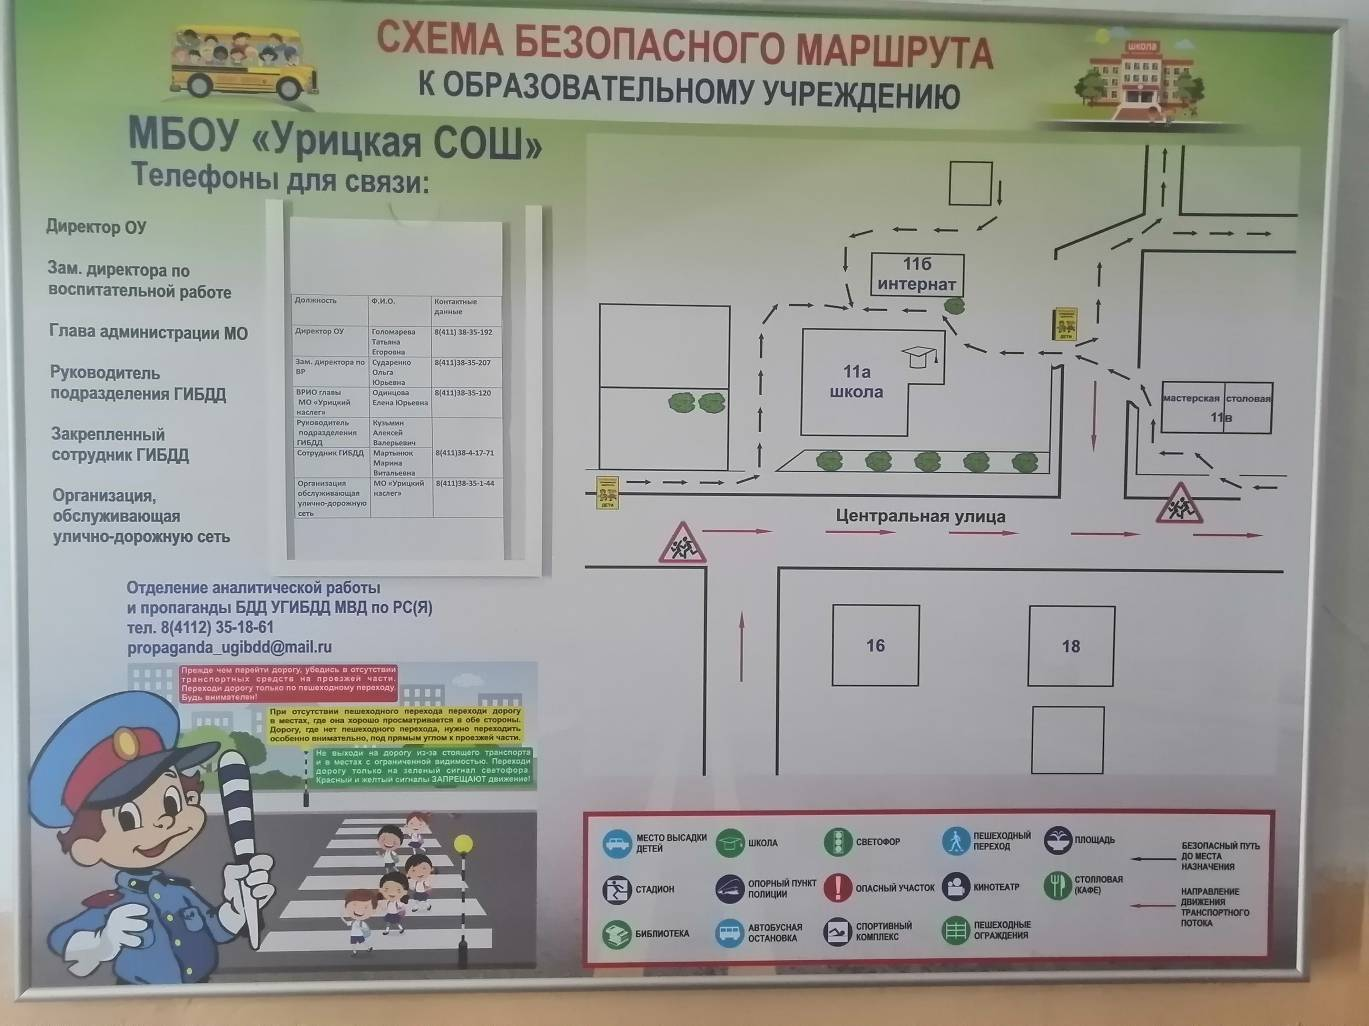 СХЕМА БЕЗОПАСНОГО МАРШРУТА
К ОБРАЗОВАТЕЛЬНОМУ УЧРЕЖДЕНИЮ
ШКОЛА
МБОУ «Урицкая СОШ»
Телефоны для связи:
Директор ОУ
Зам. директора по
воспитательной работе
Глава администрации МО
Руководитель
подразделения ГИБДД
Закрепленный
сотрудник ГИБДД
Организация,
обслуживающая
улично-дорожную сеть
Должность
Ф.И.О.
Контактные
данные
Директор ОУ
Голомарева
Татьяна
Егоровна
8(411) 38-35-192
Зам. директора по
ВР
Сударенко
Ольга
Юрьевна
8(411)38-35-207
ВРИО главы
МО «Урицкий
наслег»
Одинцова
Елена Юрьевна
8(411)38-35-120
Руководитель
подразделения
ГИБДД
Кузьмин
Алексей
Валерьевич
Сотрудник ГИБДД
Мартынюк
Марина
Витальевна
8(411)38-4-17-71
Организация
обслуживающая
улично-дорожную
сеть
МО «Урицкий
наслег»
8(411)38-35-1-44
Отделение аналитической работы
и пропаганды БДД УГИБДД МВД по РС(Я)
тел. 8(4112) 35-18-61
propaganda_ugibdd@mail.ru
Прежде чем перейти дорогу, убедись в отсутствии
транспортных средств на проезжей части.
Переходи дорогу только по пешеходному переходу.
Будь внимателен!
При отсутствии пешеходного перехода переходи дорогу
в местах, где она хорошо просматривается в обе стороны.
Дорогу, где нет пешеходного перехода, нужно переходить
особенно внимательно, под прямым углом к проезжей части.
Не выходи на дорогу из-за стоящего транспорта
и в местах с ограниченной видимостью. Переходи
дорогу только на зеленый сигнал светофора
Красный и желтый сигналы ЗАПРЕЩАЮТ движение!
11б
интернат
11а
школа
мастерская
столовая
11в
ДЕТИ
ДЕТИ
Центральная улица
16
18
МЕСТО ВЫСАДКИ
ДЕТЕЙ
ШКОЛА
СВЕТОФОР
ПЕШЕХОДНЫЙ
ПЕРЕХОД
ПЛОЩАДЬ
СТАДИОН
ОПОРНЫЙ ПУНКТ
ПОЛИЦИИ
ОПАСНЫЙ УЧАСТОК
КИНОТЕАТР
СТОЛОВАЯ
(КАФЕ)
БИБЛИОТЕКА
АВТОБУСНАЯ
ОСТАНОВКА
СПОРТИВНЫЙ
КОМПЛЕКС
ПЕШЕХОДНЫЕ
ОГРАЖДЕНИЯ
БЕЗОПАСНЫЙ ПУТЬ
ДО МЕСТА
НАЗНАЧЕНИЯ
НАПРАВЛЕНИЕ
ДВИЖЕНИЯ
ТРАНСПОРТНОГО
ПОТОКА